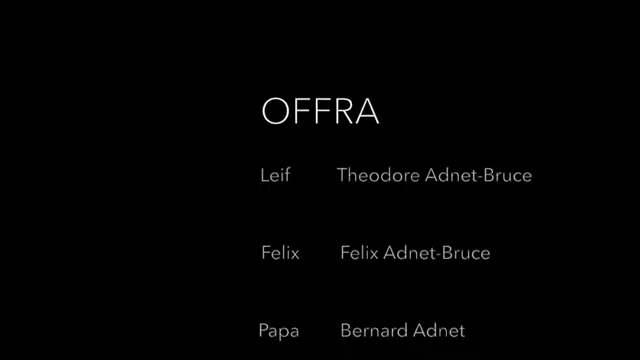 OFFRA
Leif Theodore Adnet-Bruce
Felix Felix Adnet-Bruce
Papa Bernard Adnet